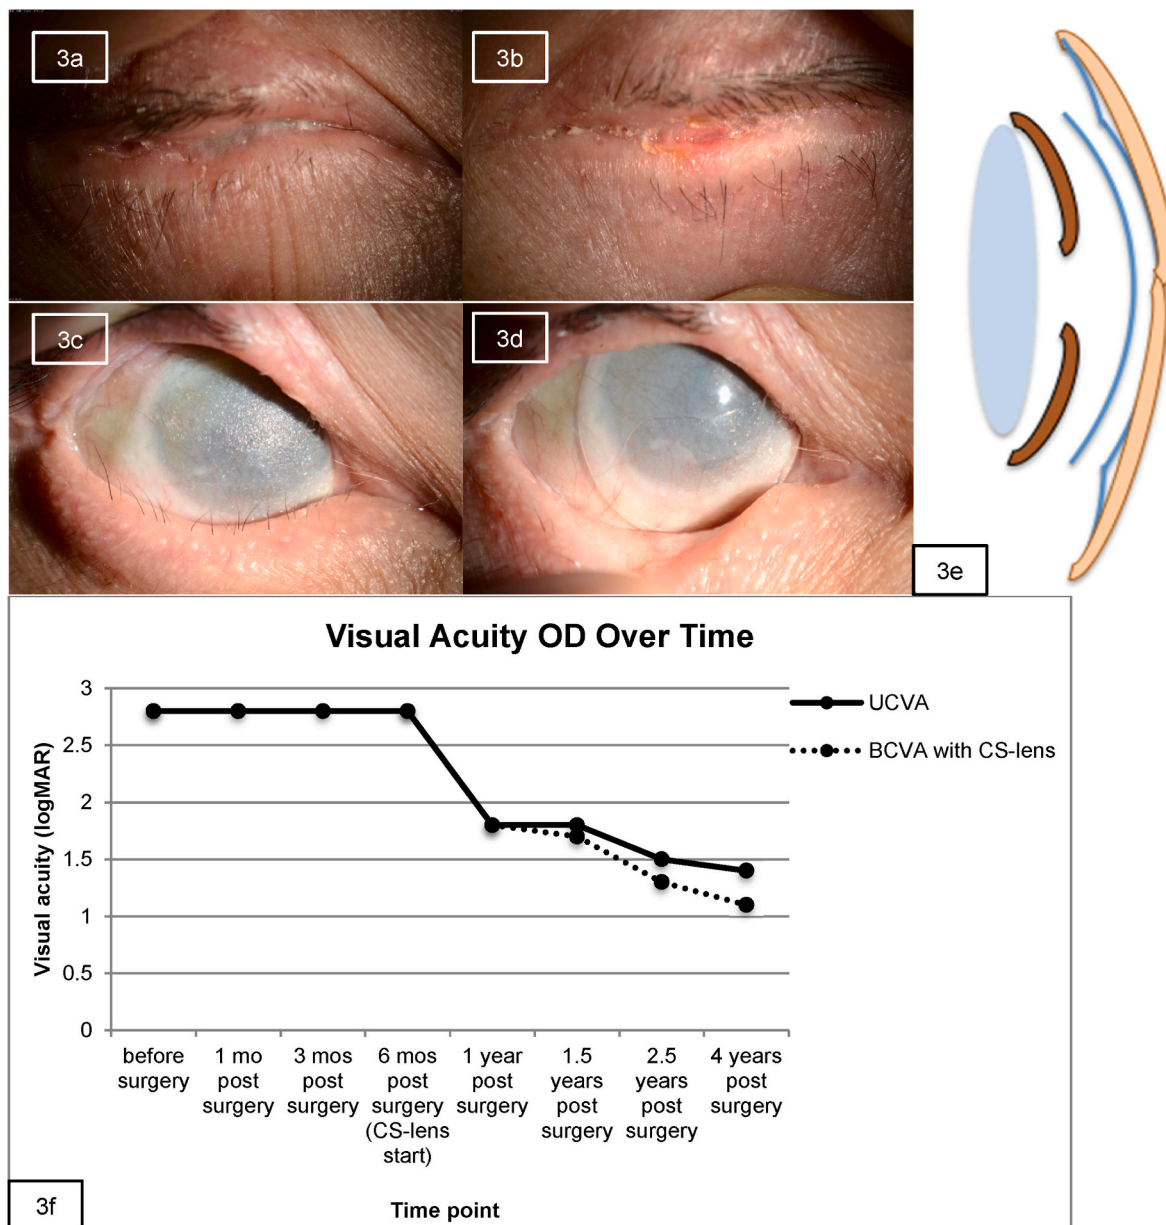 3a
3b
3c
3d
3e
Visual Acuity OD Over Time
Visual acuity (logMAR)
3
2.5
2
1.5
1
0.5
0
UCVA
BCVA with CS-lens
before
surgery
1 mo
post
surgery
3 mos
post
surgery
6 mos
post
surgery
(CS-lens
start)
1 year
post
surgery
1.5
years
post
surgery
2.5
years
post
surgery
4 years
post
surgery
Time point
3f